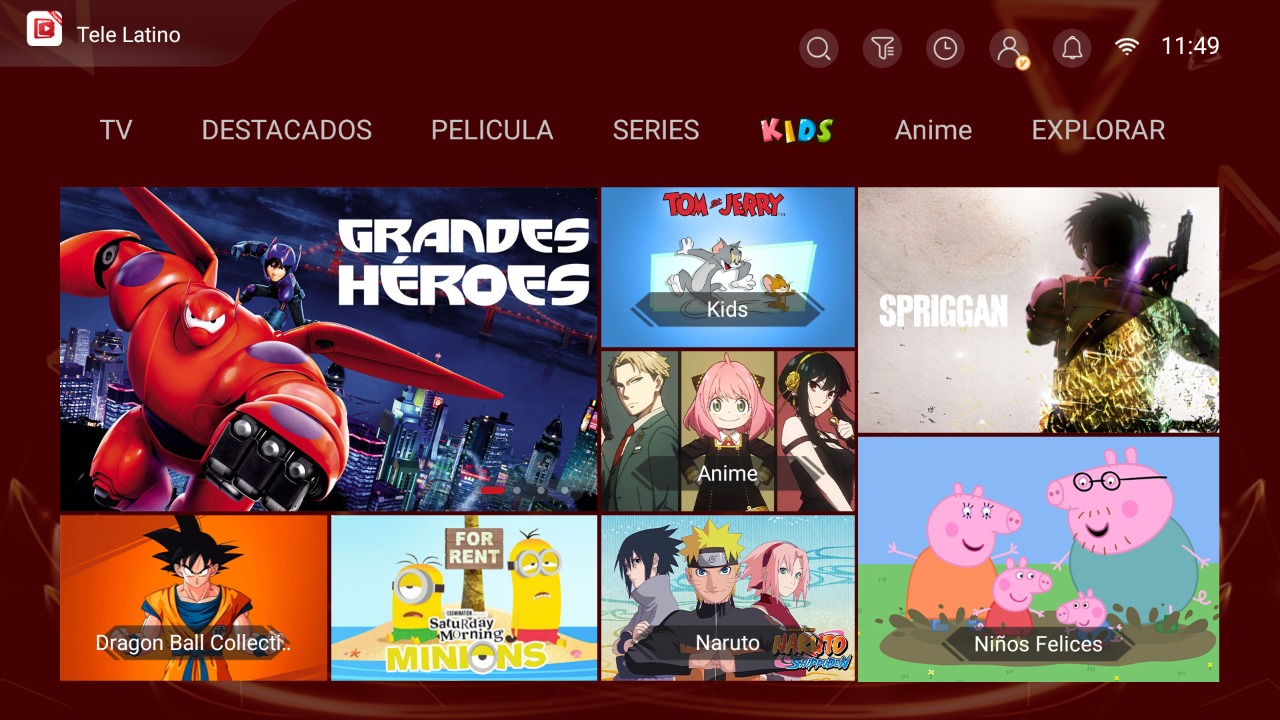 Tele Latino
11:49
TV
DESTACADOS
PELICULA
SERIES
KIDS
Anime
EXPLORAR
GRANDES
HÉROES
TOM and JERRY
Kids
SPRIGGAN
Anime
Dragon Ball Collecti..
FOR
RENT
ILLUMINATION
SATURDAY
MORNING
MINIONS
Naruto
NARUTO
SHIPPUDEN
Niños Felices